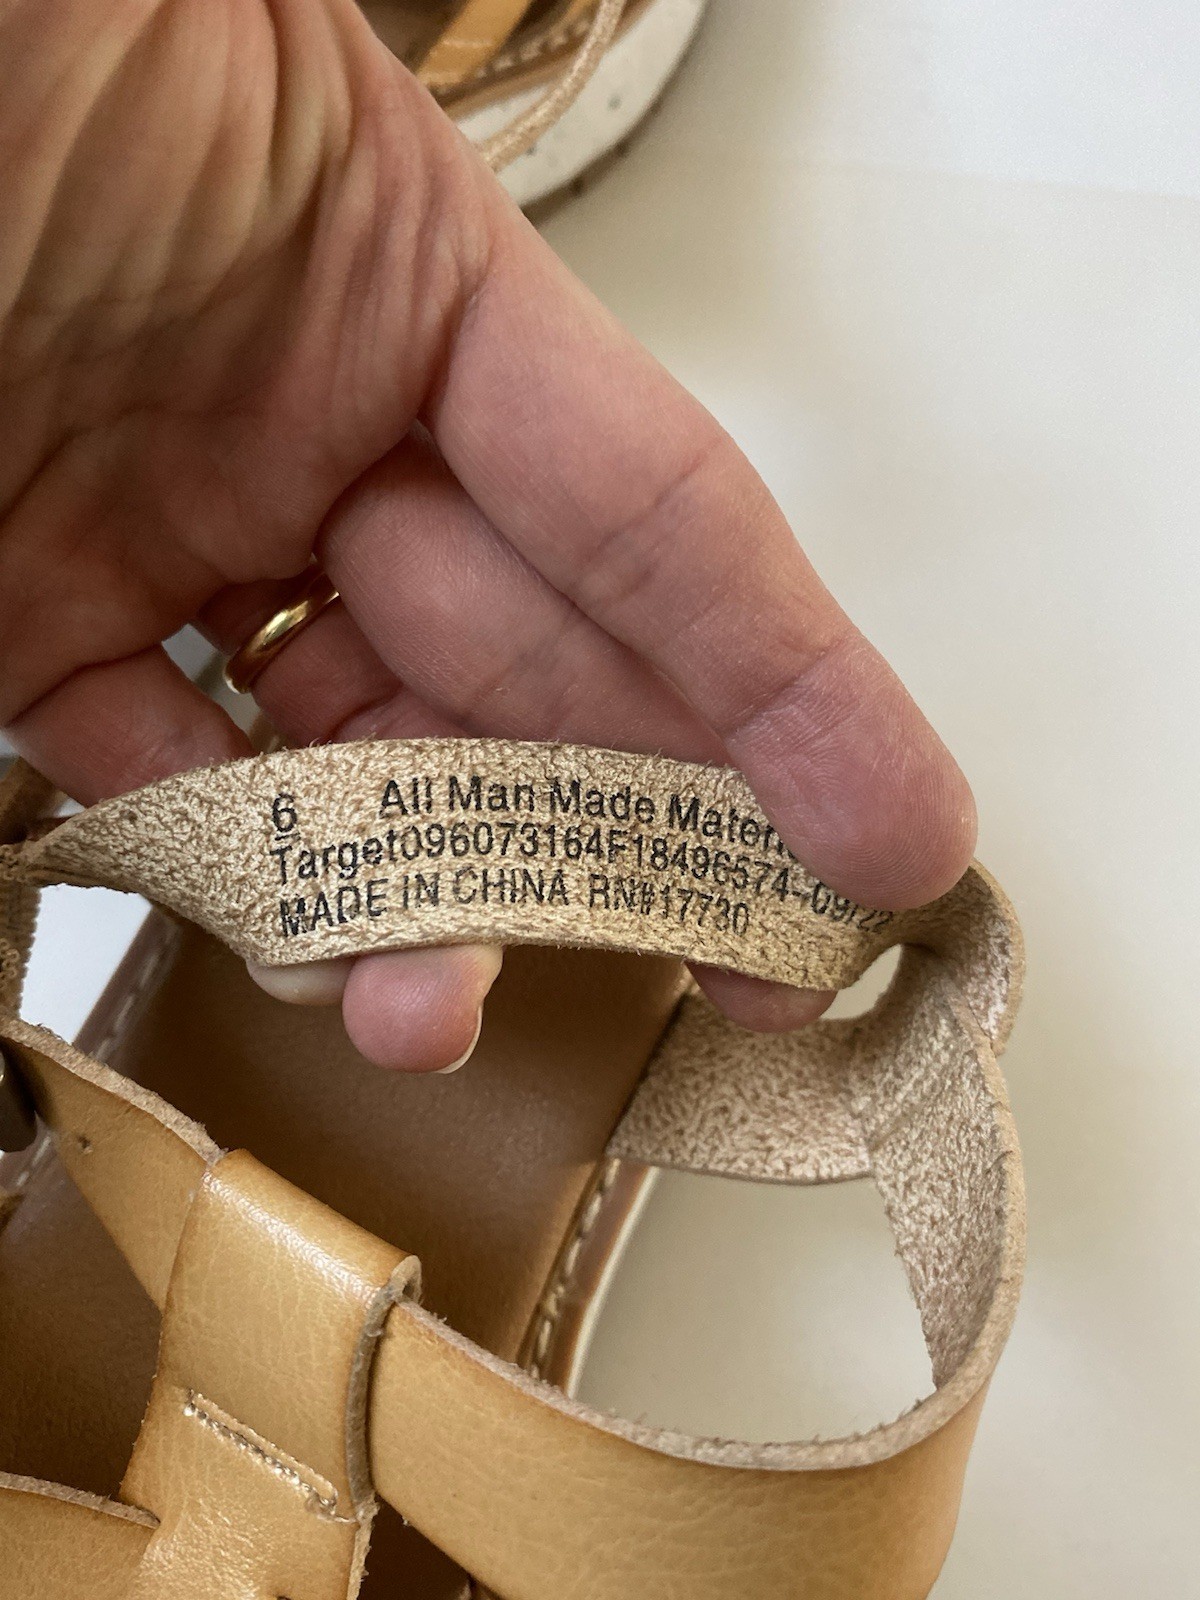 6 All Man Made
Target096073164F18496574-09/22
MADE IN CHINA RN#17730